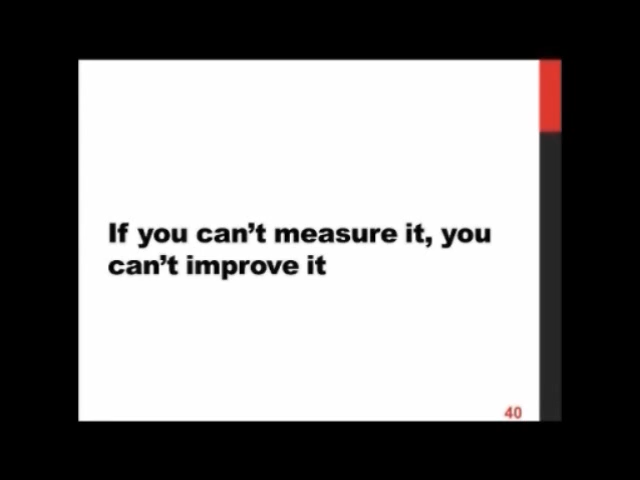 If you can’t measure it, you
can’t improve it
40